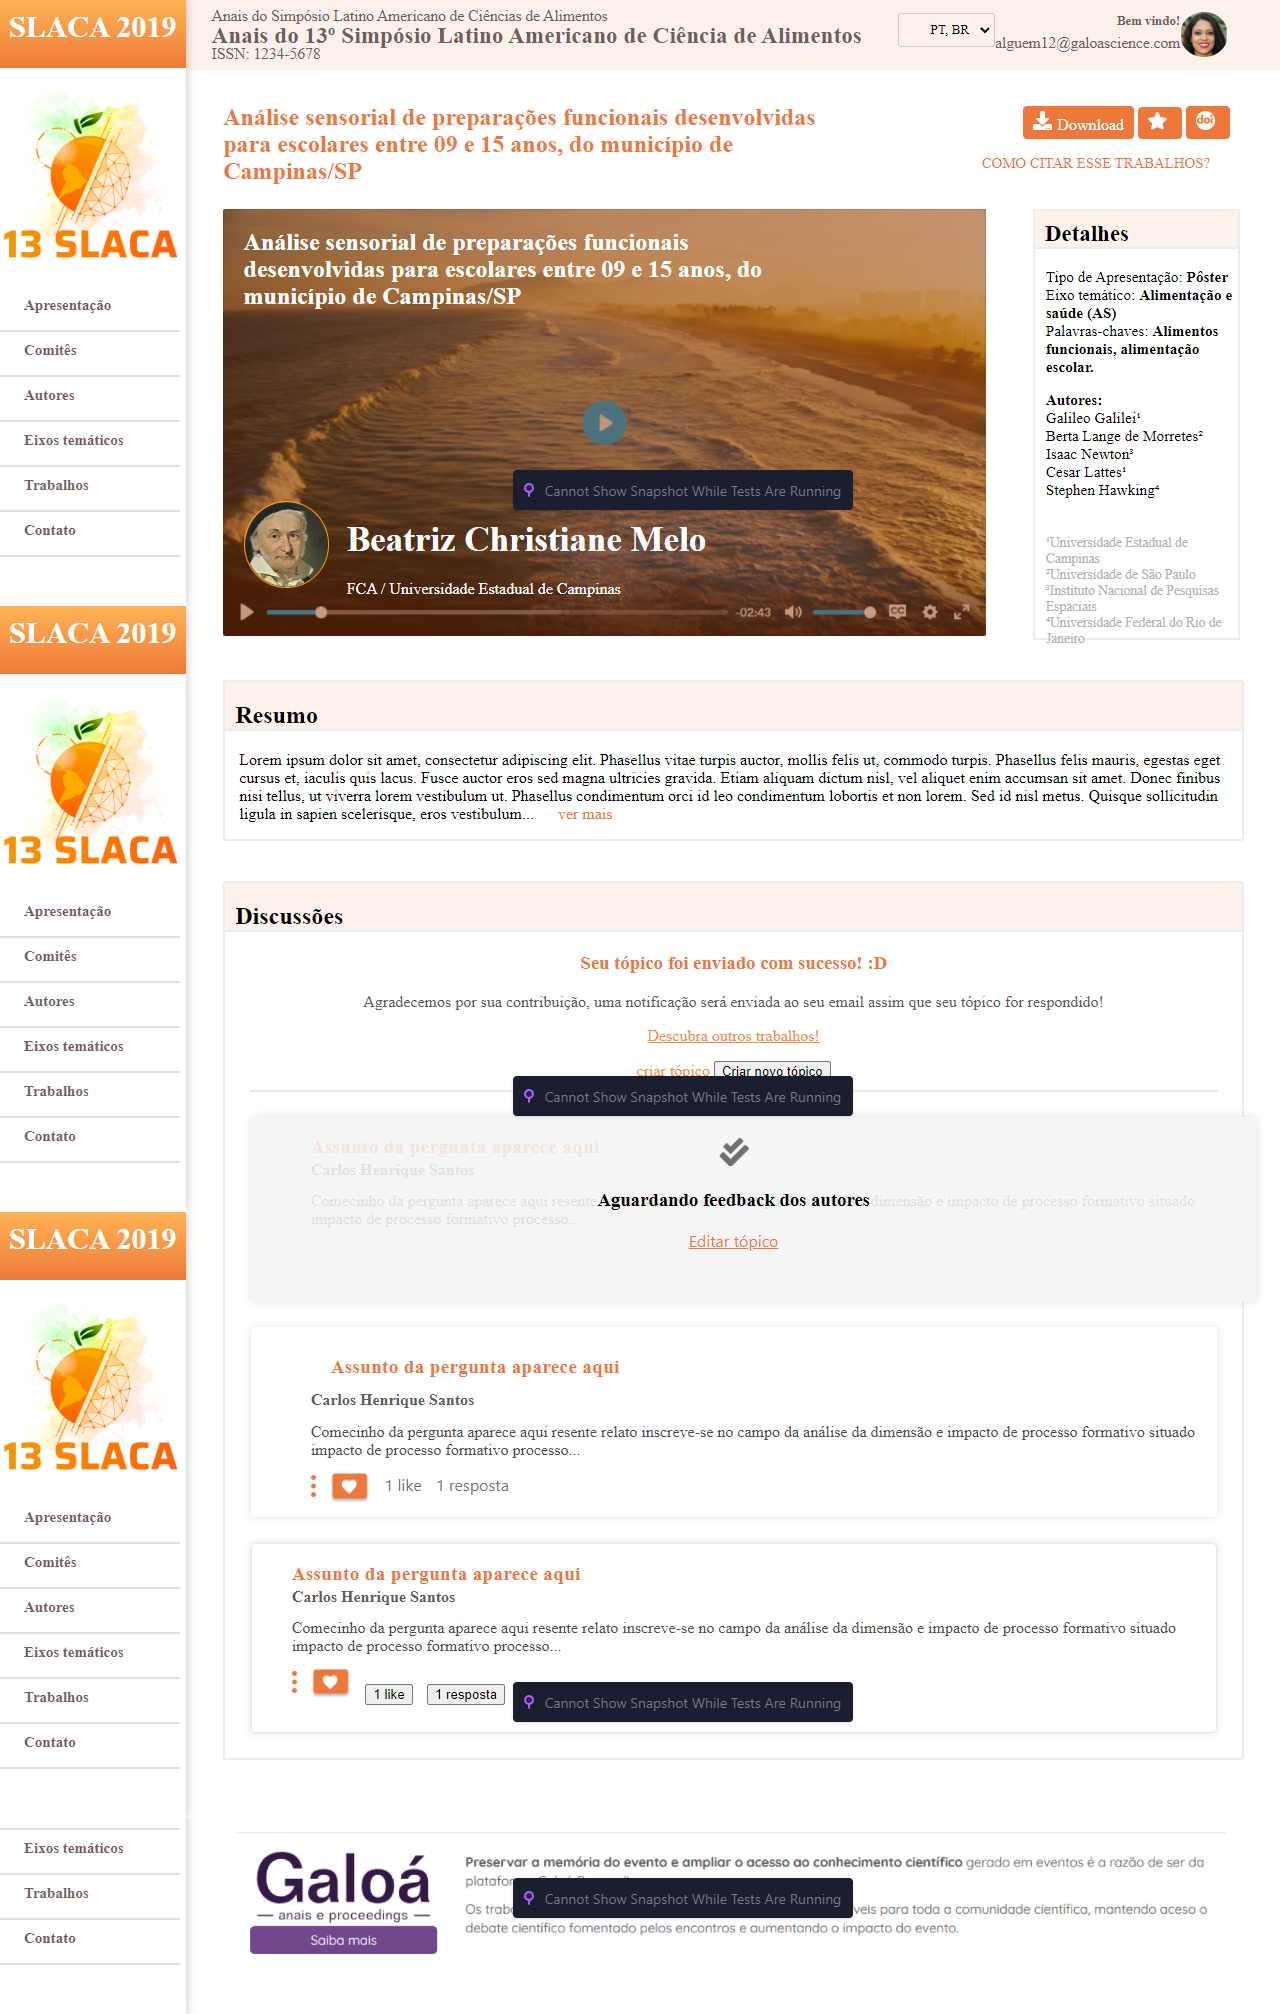 SLACA 2019
Anais do Simpósio Latino Americano de Ciências de Alimentos
Anais do 13º Simpósio Latino Americano de Ciência de Alimentos
ISSN: 1234-5678
PT, BR
Bem vindo!
alguem12@galoascience.com
13 SLACA
Apresentação
Comitês
Autores
Eixos temáticos
Trabalhos
Contato
Análise sensorial de preparações funcionais desenvolvidas
para escolares entre 09 e 15 anos, do município de
Campinas/SP
Download
doi
COMO CITAR ESSE TRABALHOS?
Análise sensorial de preparações funcionais
desenvolvidas para escolares entre 09 e 15 anos, do
município de Campinas/SP
Cannot Show Snapshot While Tests Are Running
Beatriz Christiane Melo
FCA / Universidade Estadual de Campinas
-02:43
CC
Detalhes
Tipo de Apresentação: Pôster
Eixo temático: Alimentação e
saúde (AS)
Palavras-chaves: Alimentos
funcionais, alimentação
escolar.
Autores:
Galileo Galilei¹
Berta Lange de Morretes²
Isaac Newton³
Cesar Lattes¹
Stephen Hawking⁴
¹Universidade Estadual de
Campinas
²Universidade de São Paulo
³Instituto Nacional de Pesquisas
Espaciais
⁴Universidade Federal do Rio de
Janeiro
SLACA 2019
13 SLACA
Apresentação
Comitês
Autores
Eixos temáticos
Trabalhos
Contato
Resumo
Lorem ipsum dolor sit amet, consectetur adipiscing elit. Phasellus vitae turpis auctor, mollis felis ut, commodo turpis. Phasellus felis mauris, egestas eget
cursus et, iaculis quis lacus. Fusce auctor eros sed magna ultricies gravida. Etiam aliquam dictum nisl, vel aliquet enim accumsan sit amet. Donec finibus
nisi tellus, ut viverra lorem vestibulum ut. Phasellus condimentum orci id leo condimentum lobortis et non lorem. Sed id nisl metus. Quisque sollicitudin
ligula in sapien scelerisque, eros vestibulum... ver mais
Discussões
Seu tópico foi enviado com sucesso! :D
Agradecemos por sua contribuição, uma notificação será enviada ao seu email assim que seu tópico for respondido!
Descubra outros trabalhos!
criar tópico Criar novo tópico
Cannot Show Snapshot While Tests Are Running
Assunto da pergunta aparece aqui
Carlos Henrique Santos
Comecinho da pergunta aparece aqui resente dimensão e impacto de processo formativo situado
impacto de processo formativo processo...
Aguardando feedback dos autores
Editar tópico
SLACA 2019
13 SLACA
Apresentação
Comitês
Autores
Eixos temáticos
Trabalhos
Contato
Assunto da pergunta aparece aqui
Carlos Henrique Santos
Comecinho da pergunta aparece aqui resente relato inscreve-se no campo da análise da dimensão e impacto de processo formativo situado
impacto de processo formativo processo...
1 like 1 resposta
Assunto da pergunta aparece aqui
Carlos Henrique Santos
Comecinho da pergunta aparece aqui resente relato inscreve-se no campo da análise da dimensão e impacto de processo formativo situado
impacto de processo formativo processo...
1 like 1 resposta
Cannot Show Snapshot While Tests Are Running
Eixos temáticos
Trabalhos
Contato
Galoá
anais e proceedings
Saiba mais
Preservar a memória do evento e ampliar o acesso ao conhecimento científico gerado em eventos é a razão de ser da
Cannot Show Snapshot While Tests Are Running
para toda a comunidade científica, mantendo aceso o
debate científico fomentado pelos encontros e aumentando o impacto do evento.